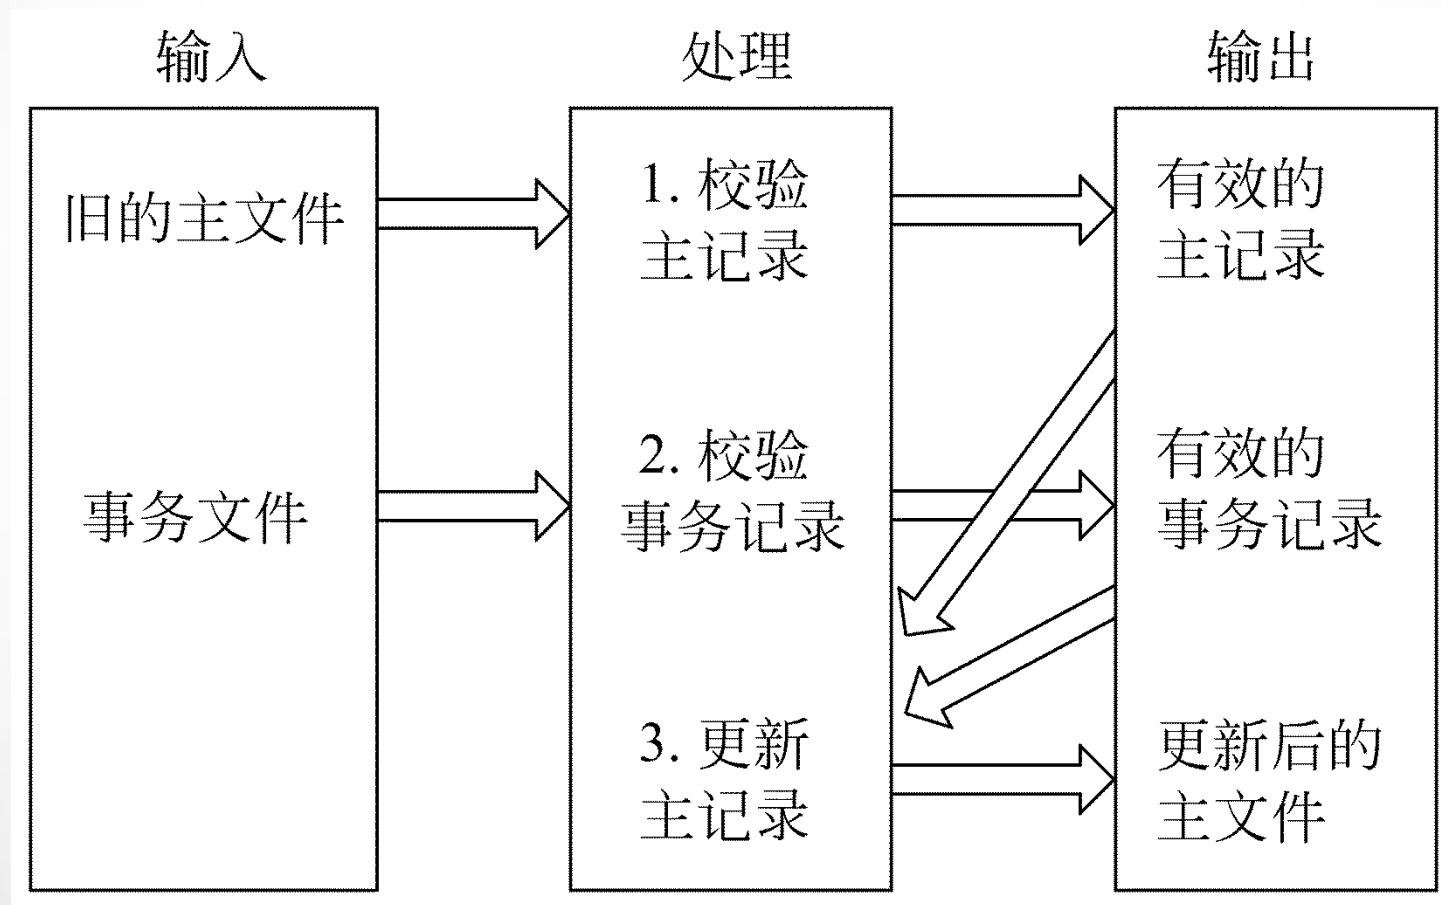 输入
处理
输出
旧的主文件
事务文件
1. 校验
主记录
2. 校验
事务记录
3. 更新
主记录
有效的
主记录
有效的
事务记录
更新后的
主文件